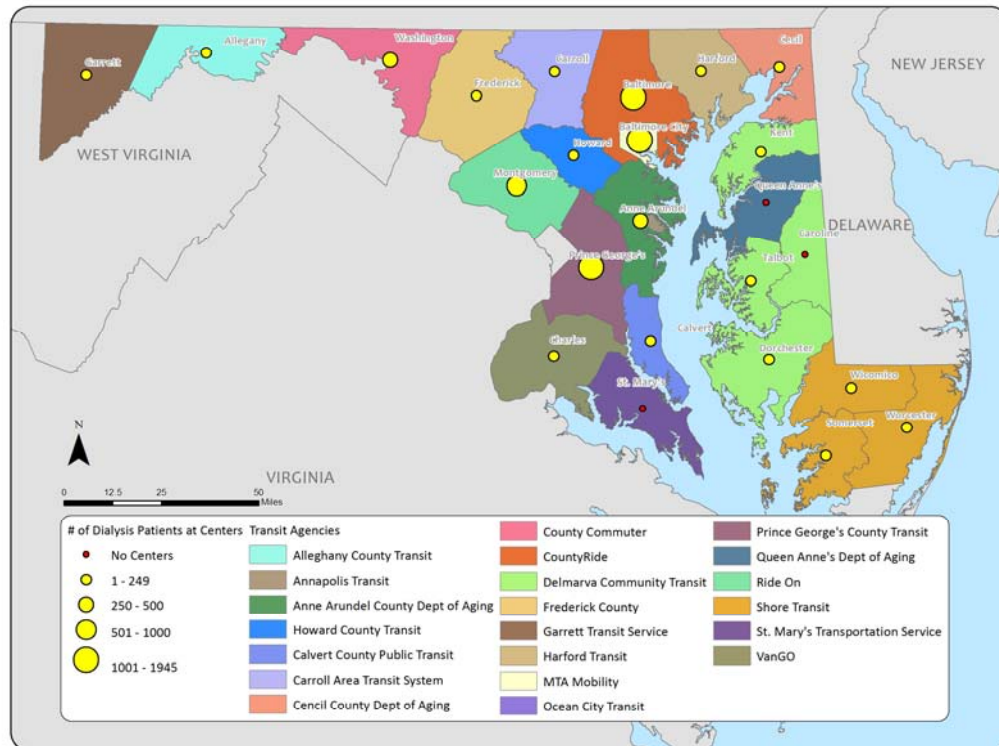 Garrett
Allegany
Washington
Frederick
Carroll
Baltimore
Baltimore City
Harford
Cecil
NEW JERSEY
WEST VIRGINIA
Howard
Montgomery
Kent
Queen Anne's
Anne Arundel
DELAWARE
Caroline
Talbot
Prince George's
Calvert
Charles
Dorchester
St. Mary's
Wicomico
Worcester
Somerset
N
VIRGINIA
0 12.5 25 50
Miles
# of Dialysis Patients at Centers
No Centers
1 - 249
250 - 500
501 - 1000
1001 - 1945
Transit Agencies
Alleghany County Transit
Annapolis Transit
Anne Arundel County Dept of Aging
Howard County Transit
Calvert County Public Transit
Carroll Area Transit System
Cencil County Dept of Aging
County Commuter
CountyRide
Delmarva Community Transit
Frederick County
Garrett Transit Service
Harford Transit
MTA Mobility
Ocean City Transit
Prince George's County Transit
Queen Anne's Dept of Aging
Ride On
Shore Transit
St. Mary's Transportation Service
VanGO